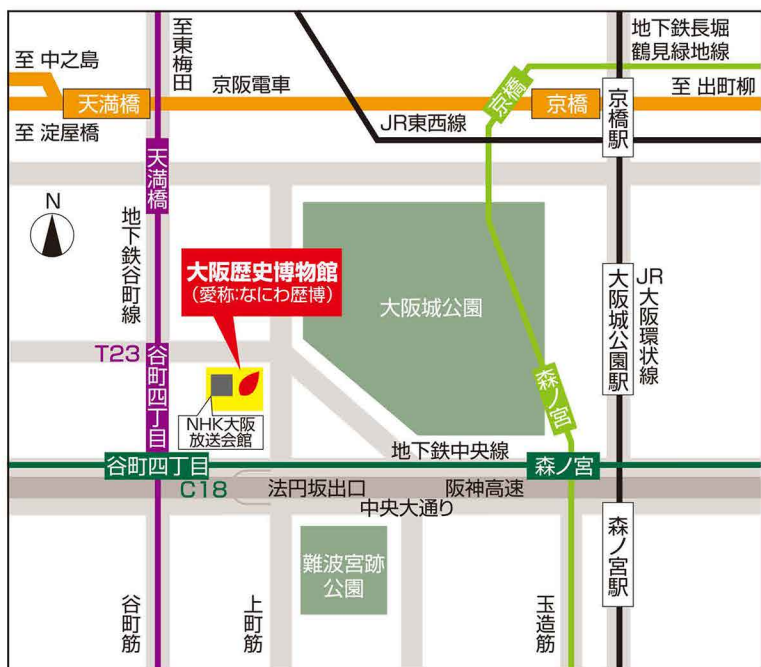 至東梅田
地下鉄長堀
鶴見緑地線
至 中之島
京阪電車
至 出町柳
天満橋
京橋
京橋
京橋駅
至 淀屋橋
JR東西線
天満橋
N
地下鉄谷町線
大阪歴史博物館
(愛称:なにわ歴博)
大阪城公園
大阪城公園駅
JR大阪環状線
T23
谷町四丁目
森ノ宮
NHK大阪
放送会館
地下鉄中央線
谷町四丁目
森ノ宮
C18
法円坂出口
阪神高速
中央大通り
森ノ宮駅
難波宮跡
公園
谷町筋
上町筋
玉造筋